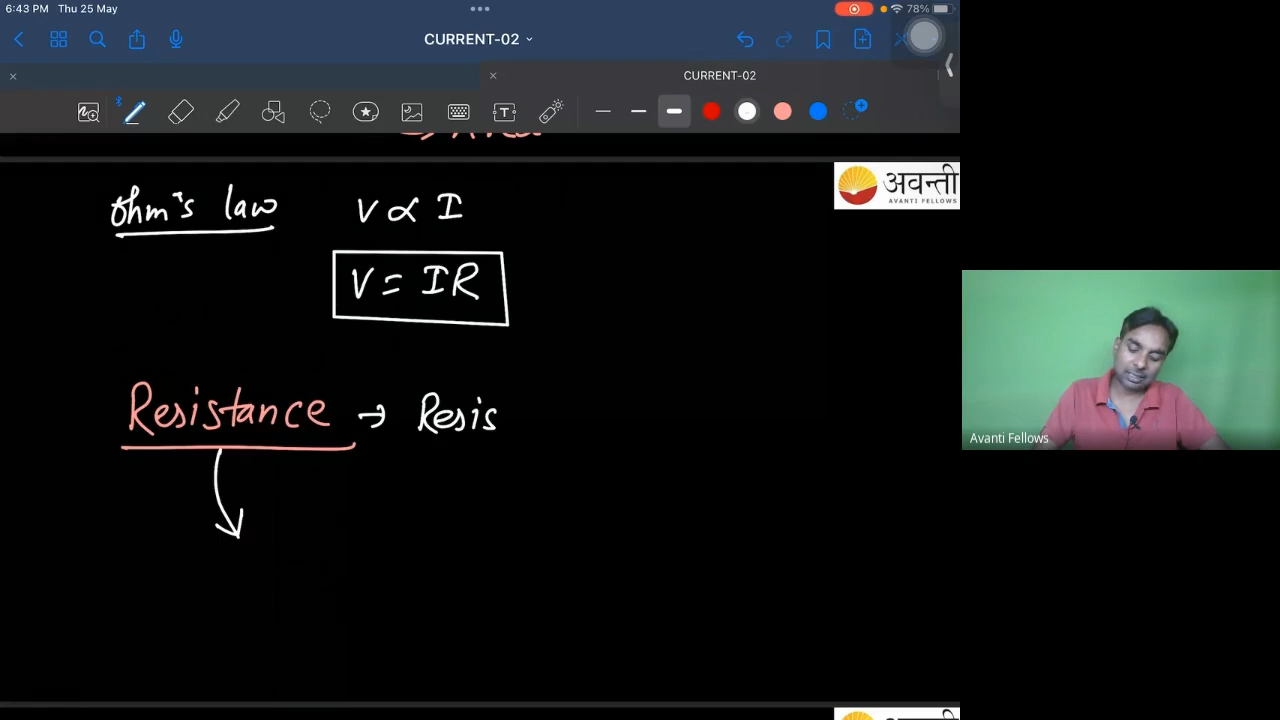 6:43 PM Thu 25 May
78%
CURRENT-02
CURRENT-02
अवन्ती
AVANTI FELLOWS
Ohm's law V ∝ I
V = IR
Resistance → Resis
Avanti Fellows